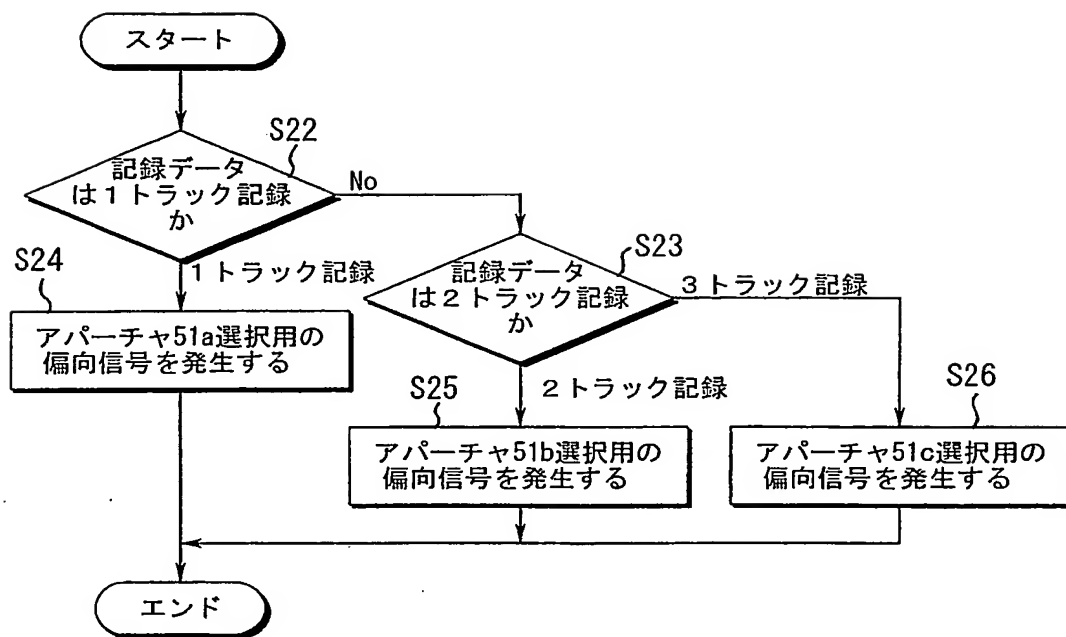 スタート
S22
記録データ
は１トラック記録
か
No
S23
記録データ
は２トラック記録
か
S24
１トラック記録
３トラック記録
アパーチャ51a選択用の
偏向信号を発生する
S25
２トラック記録
S26
アパーチャ51b選択用の
偏向信号を発生する
アパーチャ51c選択用の
偏向信号を発生する
エンド